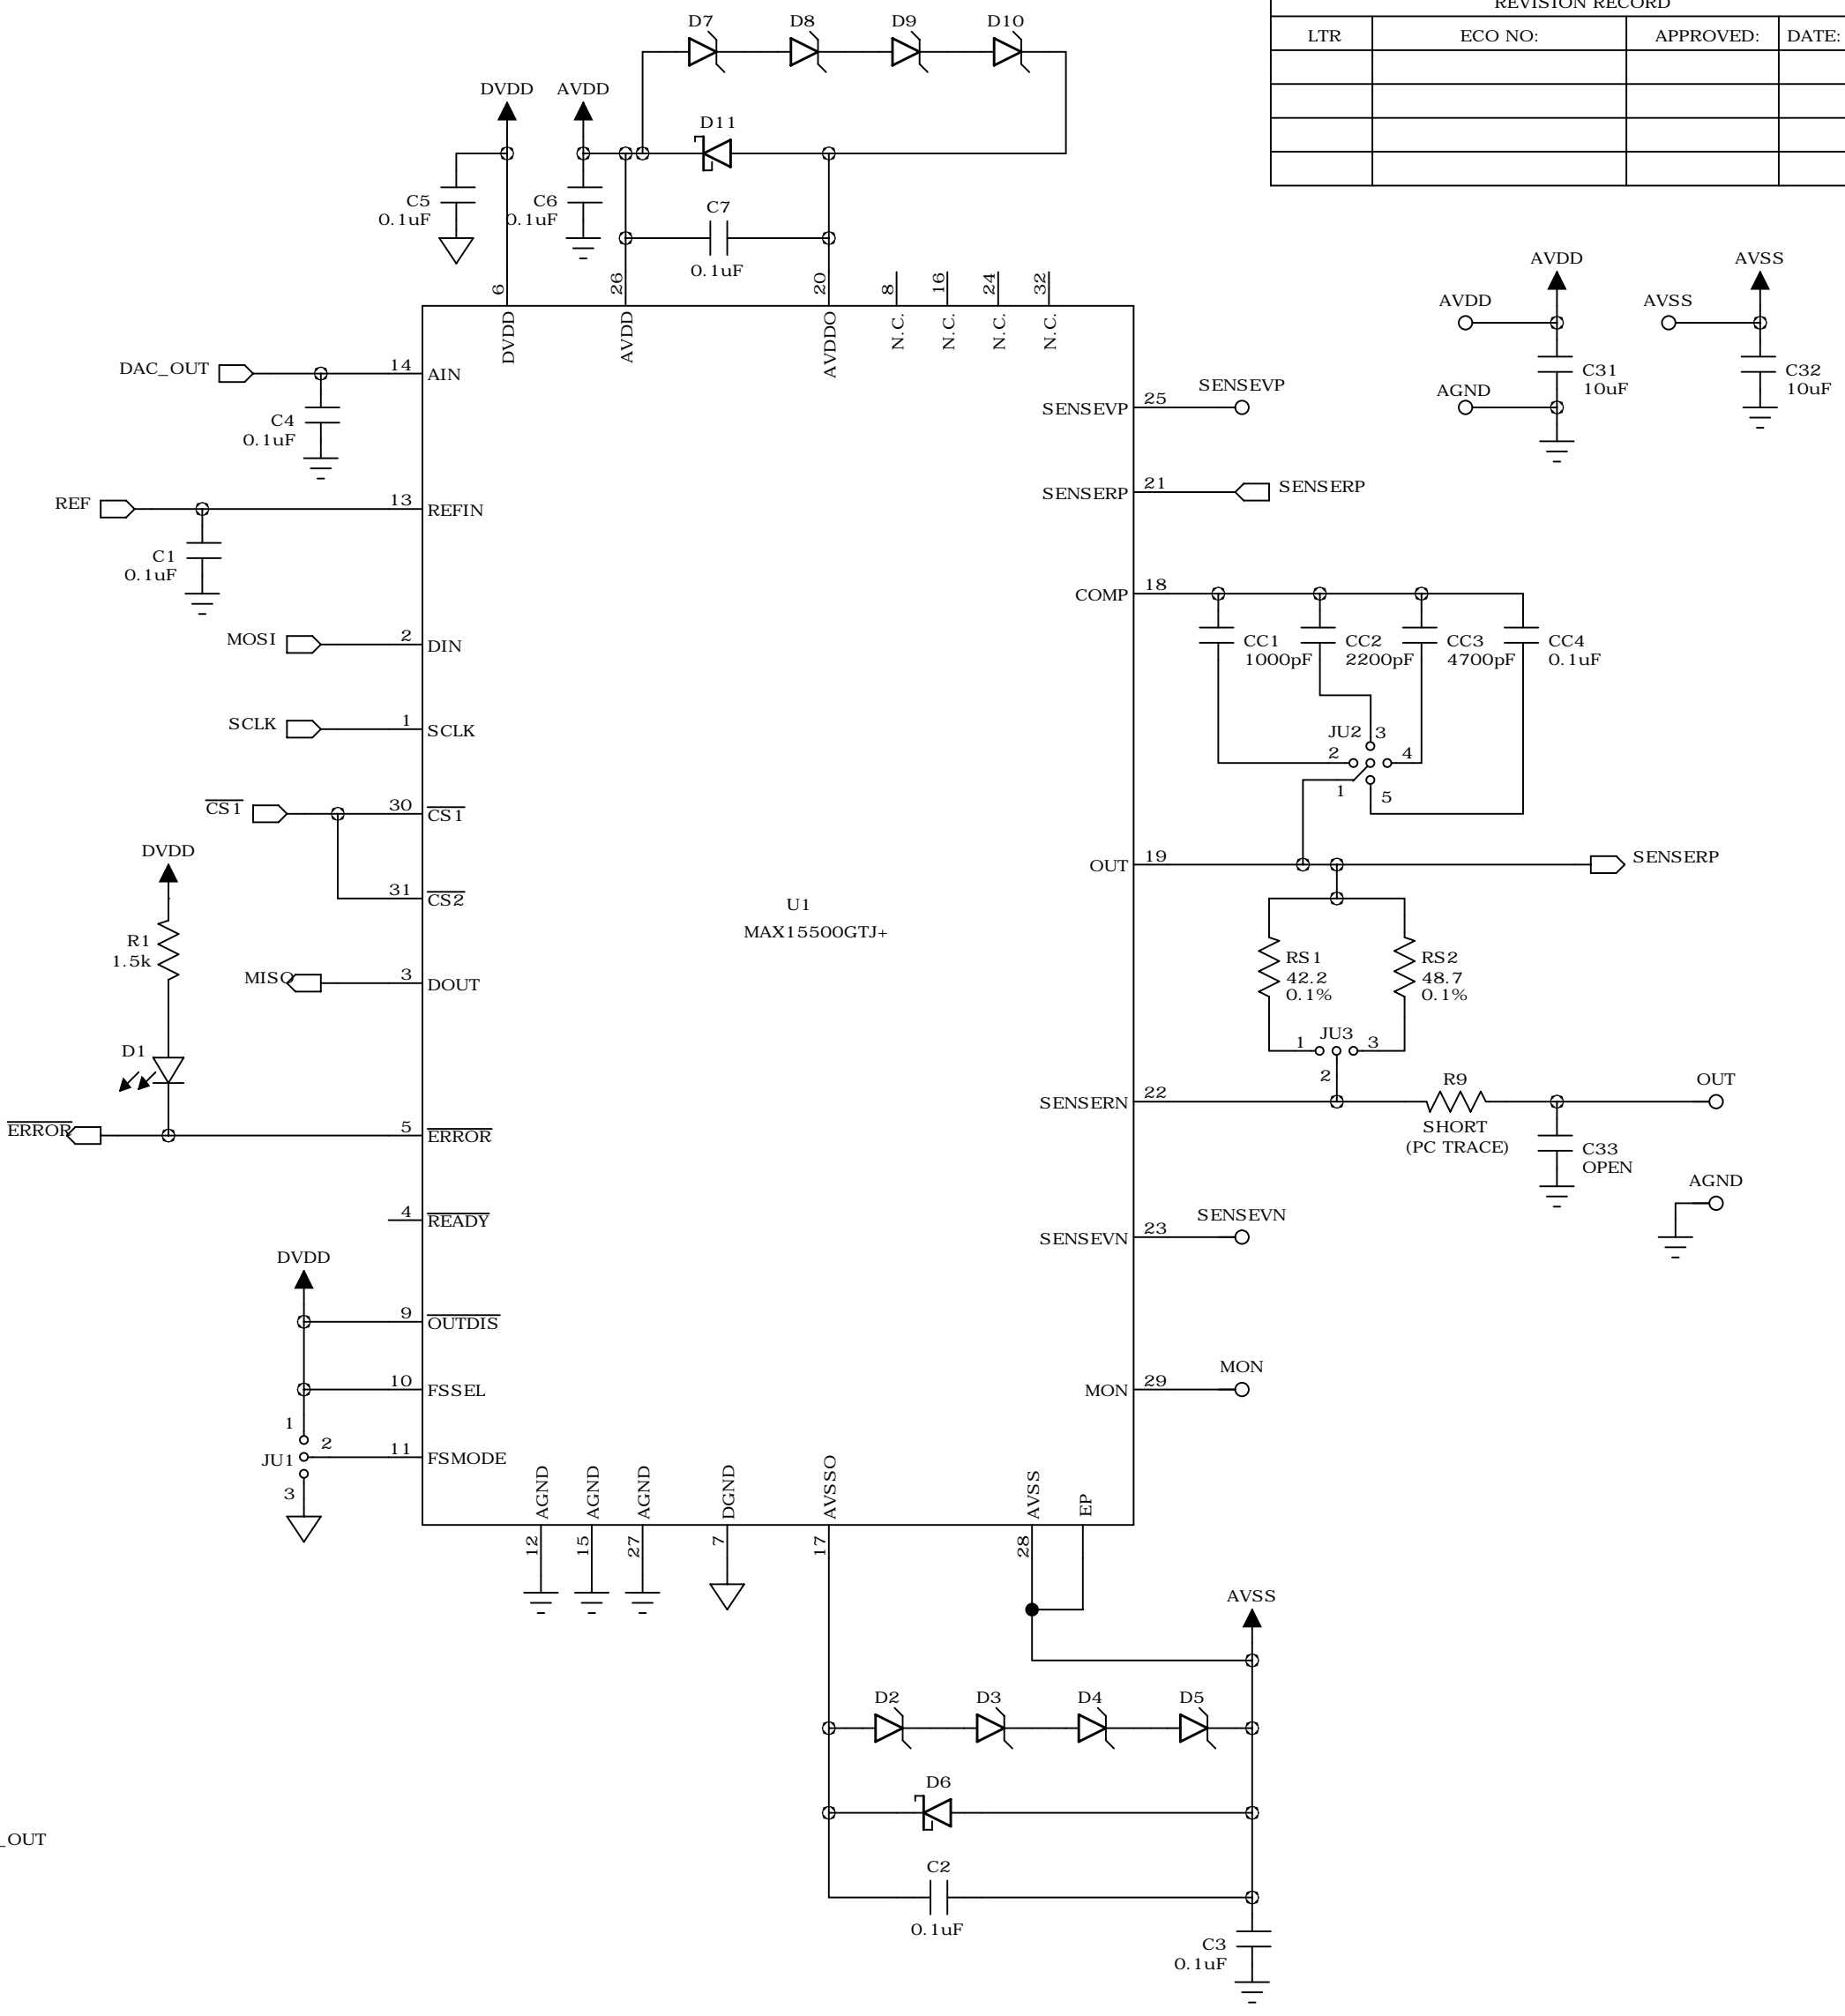 REVISION RECORD
LTR ECO NO: APPROVED: DATE:
D7 D8 D9 D10
DVDD AVDD
D11
C5
0.1uF
C6
0.1uF
C7
0.1uF
6 26 20 8 16 24 32
DVDD AVDD AVDDO N.C. N.C. N.C. N.C.
AVDD AVSS
AVDD AVSS
C31
10uF
C32
10uF
AGND
DAC_OUT 14 AIN
C4
0.1uF
25 SENSEVP
SENSEVP
REF 13 REFIN
C1
0.1uF
SENSERP 21 SENSERP
MOSI 2 DIN
COMP 18
CC1
1000pF
CC2
2200pF
CC3
4700pF
CC4
0.1uF
SCLK 1 SCLK
JU2 3
2 4
1 5
CS1 30 CS1
31 CS2
OUT 19 SENSERP
DVDD
R1
1.5k
U1
MAX15500GTJ+
RS1
42.2
0.1%
RS2
48.7
0.1%
MISO 3 DOUT
JU3
1 3
2
D1
ERROR 5 ERROR
SENSERN 22
R9
SHORT
(PC TRACE)
OUT
C33
OPEN
AGND
4 READY
SENSEVN 23 SENSEVN
DVDD
9 OUTDIS
10 FSSEL
MON 29 MON
1
JU1 2 11 FSMODE
3
AGND AGND AGND DGND AVSSO AVSS EP
12 15 27 7 17 28
AVSS
D2 D3 D4 D5
D6
_OUT
C2
0.1uF
C3
0.1uF